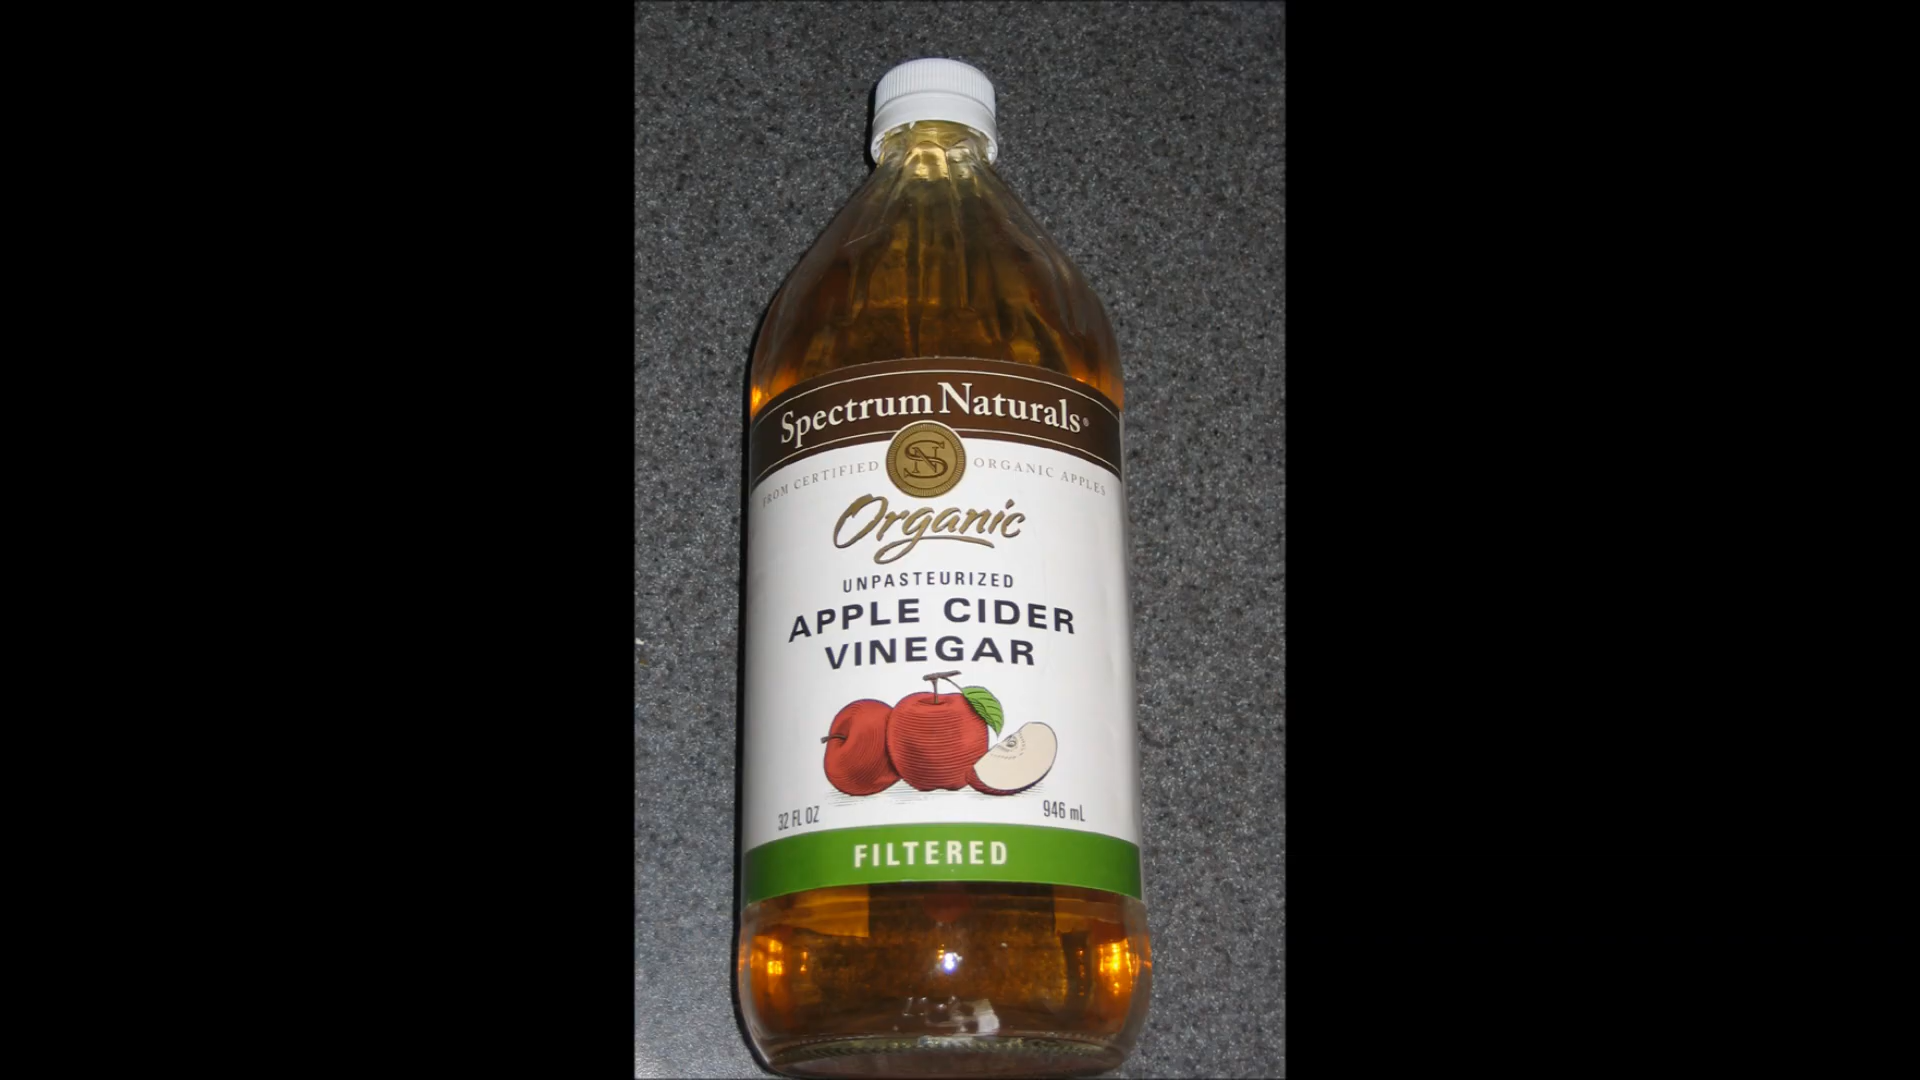 Spectrum Naturals®
SN
FROM CERTIFIED ORGANIC APPLES
Organic
UNPASTEURIZED
APPLE CIDER
VINEGAR
32 FL OZ 946 mL
FILTERED